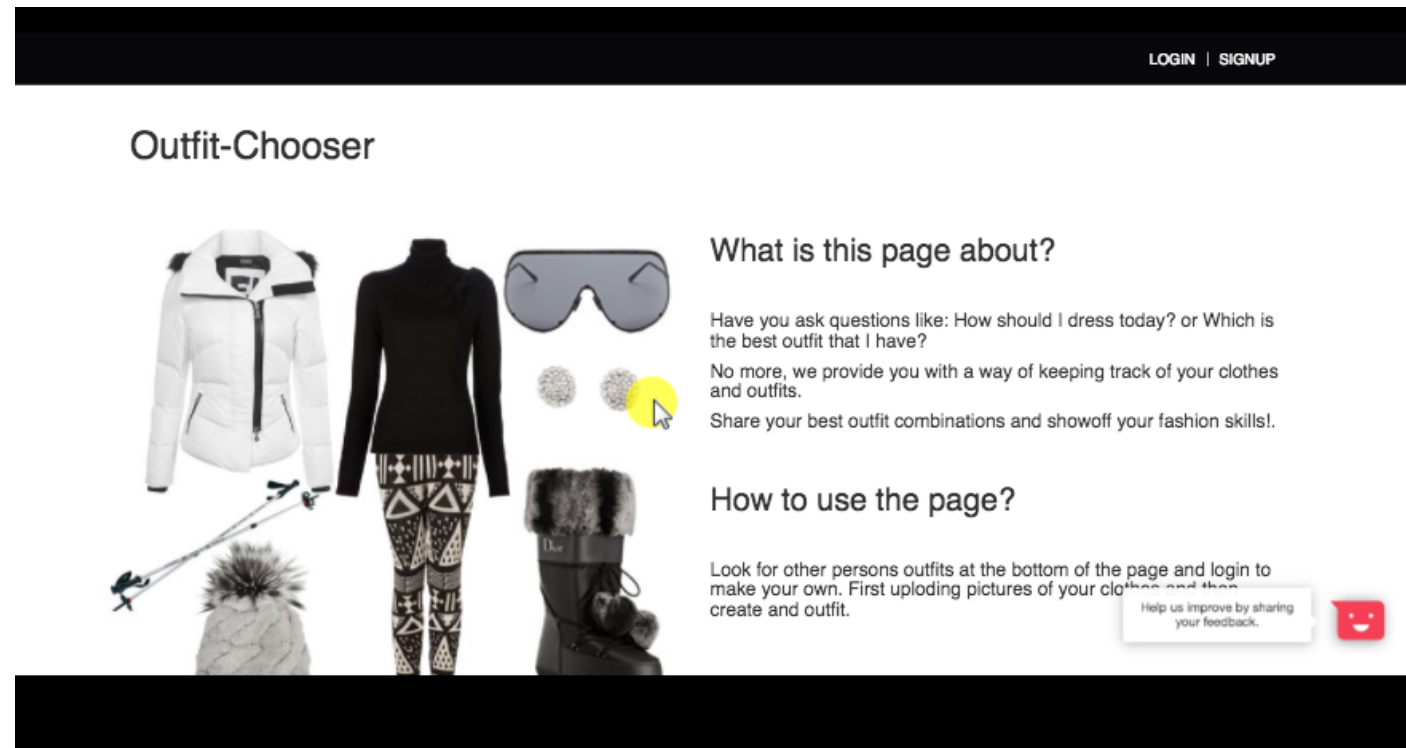 LOGIN | SIGNUP
Outfit-Chooser
What is this page about?
Have you ask questions like: How should I dress today? or Which is
the best outfit that I have?
No more, we provide you with a way of keeping track of your clothes
and outfits.
Share your best outfit combinations and showoff your fashion skills!.
Dior
How to use the page?
Look for other persons outfits at the bottom of the page and login to
make your own. First uploding pictures of your clothes and then
create and outfit.
Help us improve by sharing
your feedback.